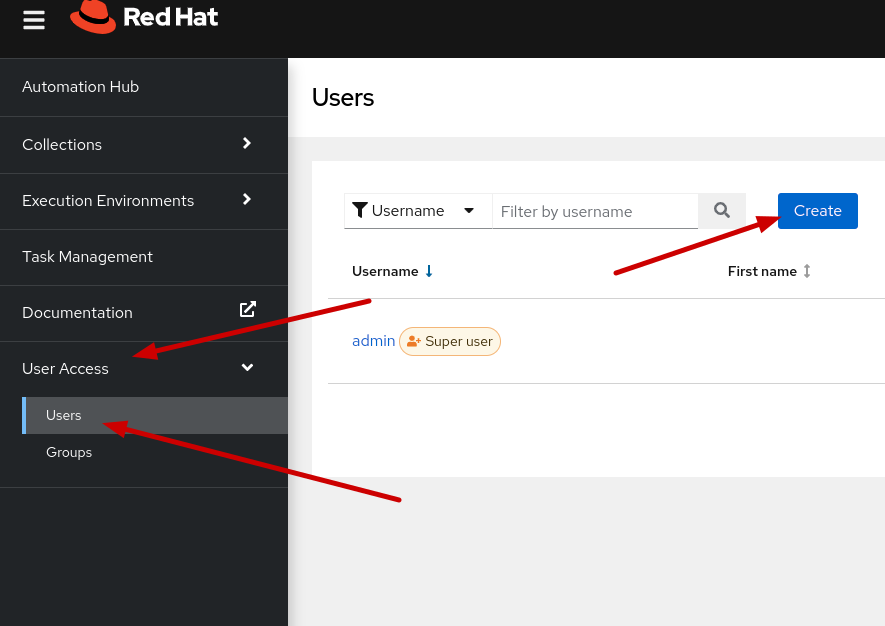 Red Hat
Automation Hub
Collections
Execution Environments
Task Management
Documentation
User Access
Users
Groups
Users
Username
Filter by username
Create
Username
First name
admin
Super user